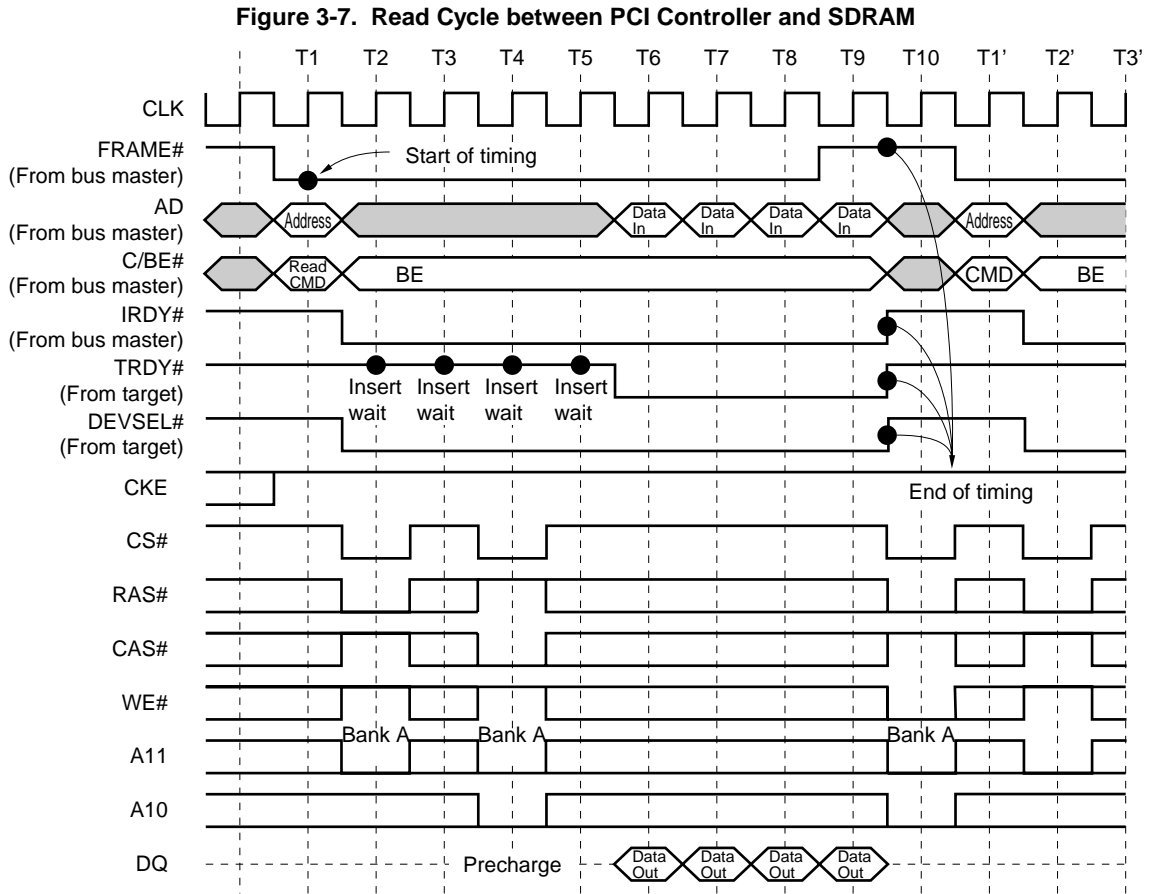 Figure 3-7. Read Cycle between PCI Controller and SDRAM
T1 T2 T3 T4 T5 T6 T7 T8 T9 T10 T1’ T2’ T3’
CLK
FRAME#
(From bus master)
Start of timing
AD
(From bus master)
Address
Data In
Data In
Data In
Data In
Address
C/BE#
(From bus master)
Read CMD
BE
CMD
BE
IRDY#
(From bus master)
TRDY#
(From target)
Insert wait
Insert wait
Insert wait
Insert wait
DEVSEL#
(From target)
CKE
End of timing
CS#
RAS#
CAS#
WE#
Bank A
Bank A
Bank A
A11
A10
DQ
Precharge
Data Out
Data Out
Data Out
Data Out